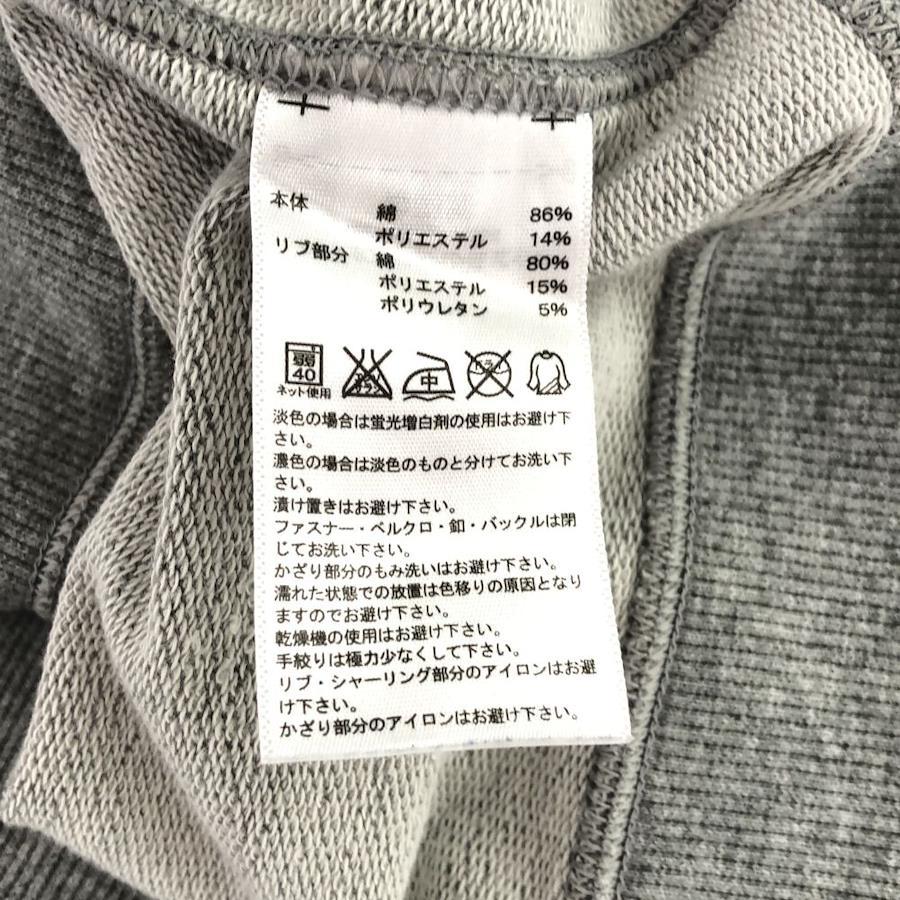 本体 綿 86%
ポリエステル 14%
リブ部分 綿 80%
ポリエステル 15%
ポリウレタン 5%
弱
40
中
ドライ
ネット使用
淡色の場合は蛍光増白剤の使用はお避け下
さい。
濃色の場合は淡色のものと分けてお洗い下
さい。
漬け置きはお避け下さい。
ファスナー・ベルクロ・釦・バックルは閉
じてお洗い下さい。
かざり部分のもみ洗いはお避け下さい。
濡れた状態での放置は色移りの原因となり
ますのでお避け下さい。
乾燥機の使用はお避け下さい。
手絞りは極力少なくして下さい。
リブ・シャーリング部分のアイロンはお避
け下さい。
かざり部分のアイロンはお避け下さい。